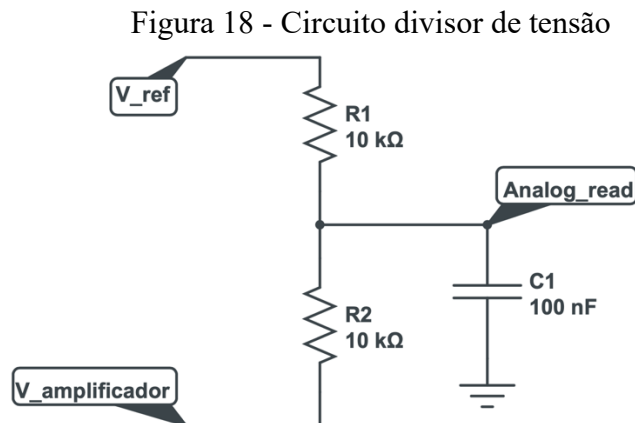 Figura 18 - Circuito divisor de tensão
V_ref
R1
10 kΩ
Analog_read
C1
100 nF
R2
10 kΩ
V_amplificador